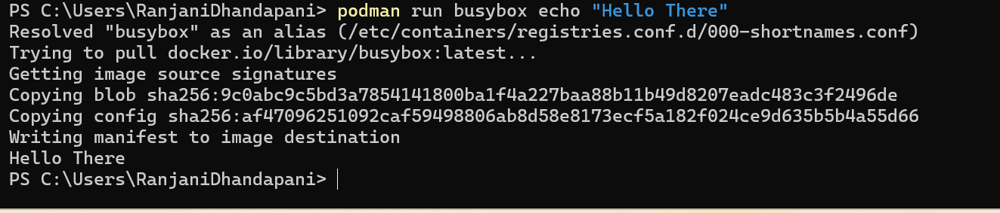 PS C:\Users\RanjaniDhandapani> podman run busybox echo "Hello There"
Resolved "busybox" as an alias (/etc/containers/registries.conf.d/000-shortnames.conf)
Trying to pull docker.io/library/busybox:latest...
Getting image source signatures
Copying blob sha256:9c0abc9c5bd3a7854141800ba1f4a227baa88b11b49d8207eadc483c3f2496de
Copying config sha256:af47096251092caf59498806ab8d58e8173ecf5a182f024ce9d635b5b4a55d66
Writing manifest to image destination
Hello There
PS C:\Users\RanjaniDhandapani>